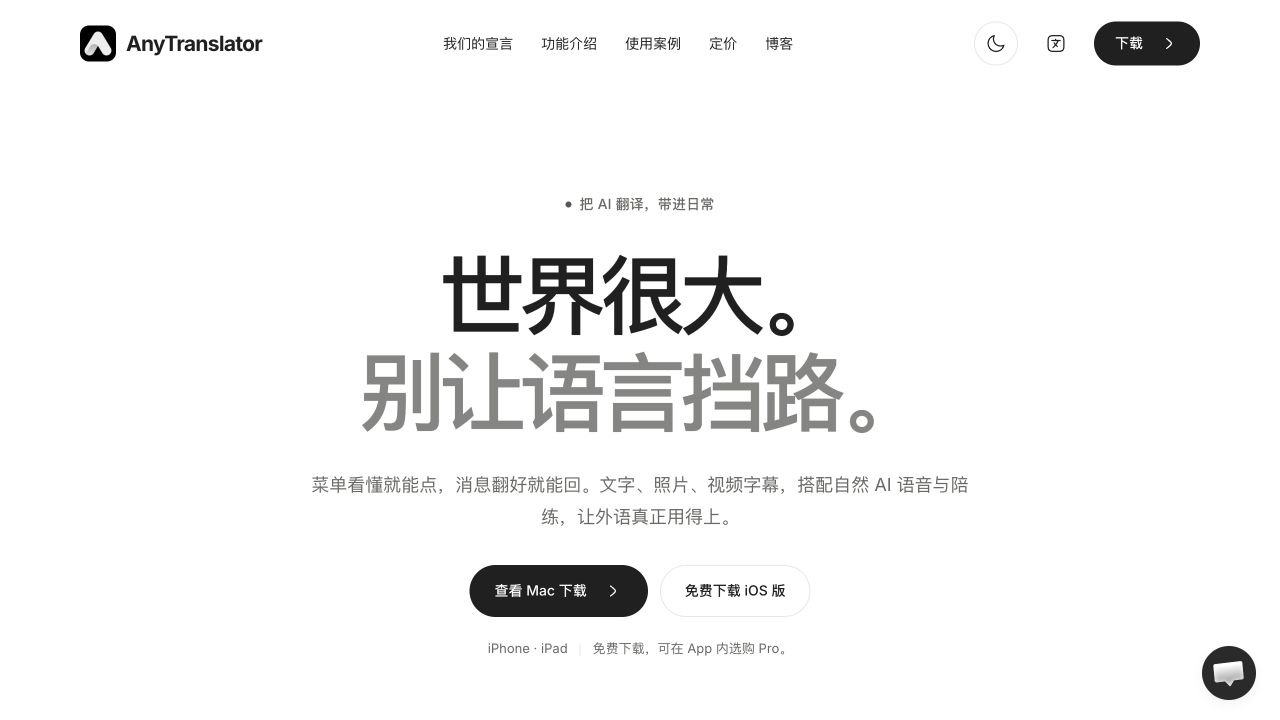 AnyTranslator
我们的宣言
功能介绍
使用案例
定价
博客
下载
把 AI 翻译，带进日常
世界很大。
别让语言挡路。
菜单看懂就能点，消息翻好就能回。文字、照片、视频字幕，搭配自然 AI 语音与陪
练，让外语真正用得上。
查看 Mac 下载
免费下载 iOS 版
iPhone · iPad
免费下载，可在 App 内选购 Pro。